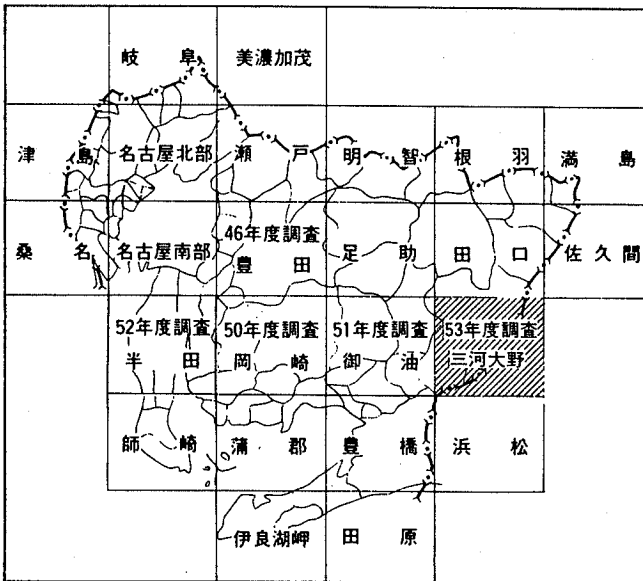 岐阜
美濃加茂
津島
名古屋北部
瀬戸
明智
根羽
満島
桑名
名古屋南部
46年度調査
豊田
足助
田口
佐久間
52年度調査
半田
50年度調査
岡崎
51年度調査
御油
53年度調査
三河大野
師崎
蒲郡
豊橋
浜松
伊良湖岬
田原